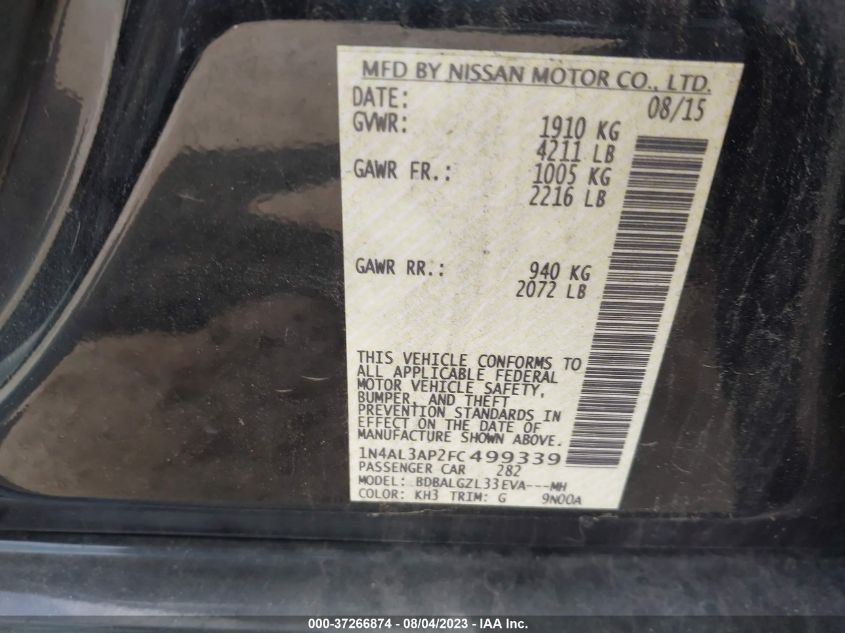 MFD BY NISSAN MOTOR CO., LTD.
DATE: 08/15
GVWR: 1910 KG
4211 LB
GAWR FR.: 1005 KG
2216 LB
GAWR RR.: 940 KG
2072 LB
THIS VEHICLE CONFORMS TO
ALL APPLICABLE FEDERAL
MOTOR VEHICLE SAFETY,
BUMPER, AND THEFT
PREVENTION STANDARDS IN
EFFECT ON THE DATE OF
MANUFACTURE SHOWN ABOVE.
1N4AL3AP2FC499339
PASSENGER CAR 282
MODEL: BDBALGZL33EVA---MH
COLOR: KH3 TRIM: G 9N00A
000-37266874 - 08/04/2023 - IAA Inc.